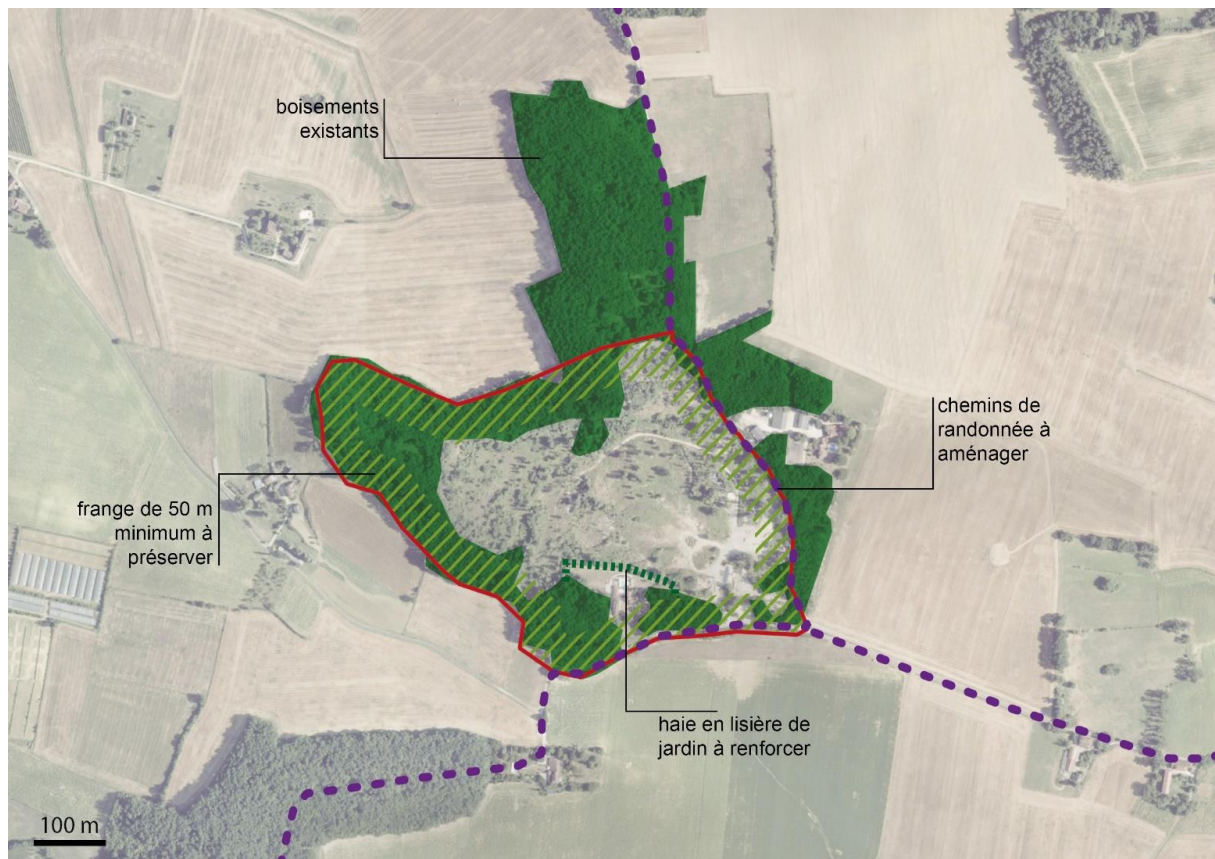 boisements
existants
chemins de
randonnée à
aménager
frange de 50 m
minimum à
préserver
haie en lisière de
jardin à renforcer
100 m